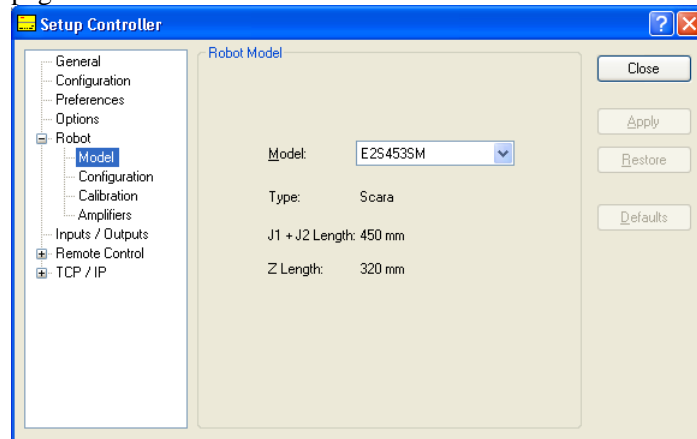 Setup Controller
General
Configuration
Preferences
Options
Robot
Model
Configuration
Calibration
Amplifiers
Inputs / Outputs
Remote Control
TCP / IP
Robot Model
Model: E2S453SM
Type: Scara
J1 + J2 Length: 450 mm
Z Length: 320 mm
Close
Apply
Restore
Defaults